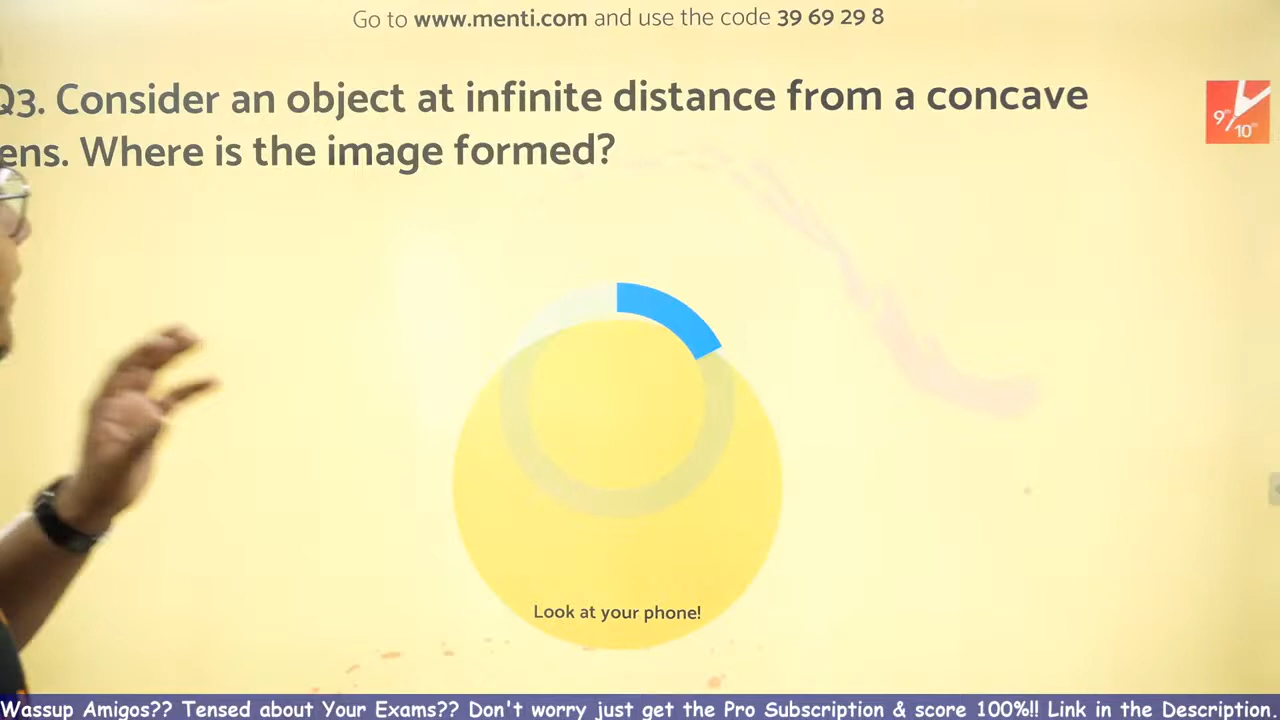 Go to www.menti.com and use the code 39 69 29 8
Q3. Consider an object at infinite distance from a concave
ens. Where is the image formed?
9th/10th
Look at your phone!
Wassup Amigos?? Tensed about Your Exams?? Don't worry just get the Pro Subscription & score 100%!! Link in the Description.